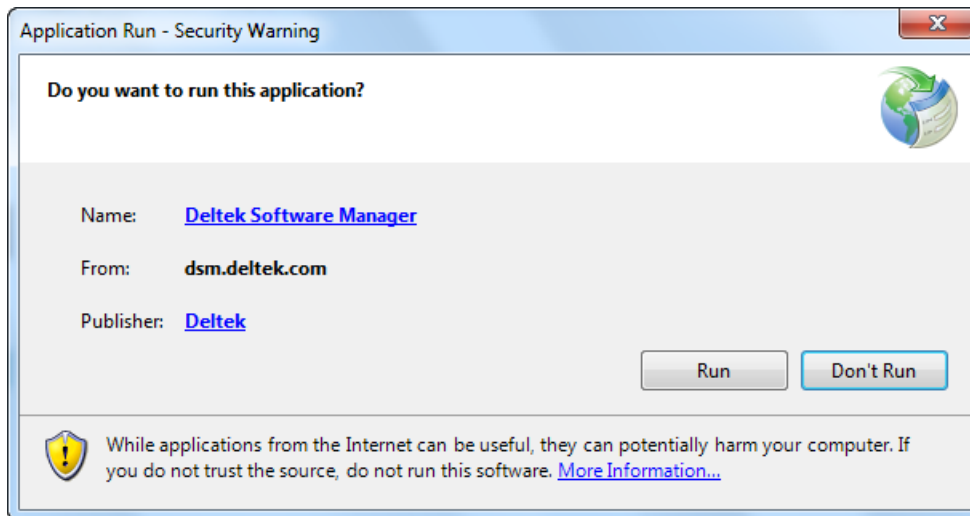 Application Run - Security Warning
Do you want to run this application?
Name: Deltek Software Manager
From: dsm.deltek.com
Publisher: Deltek
Run Don't Run
While applications from the Internet can be useful, they can potentially harm your computer. If
you do not trust the source, do not run this software. More Information...